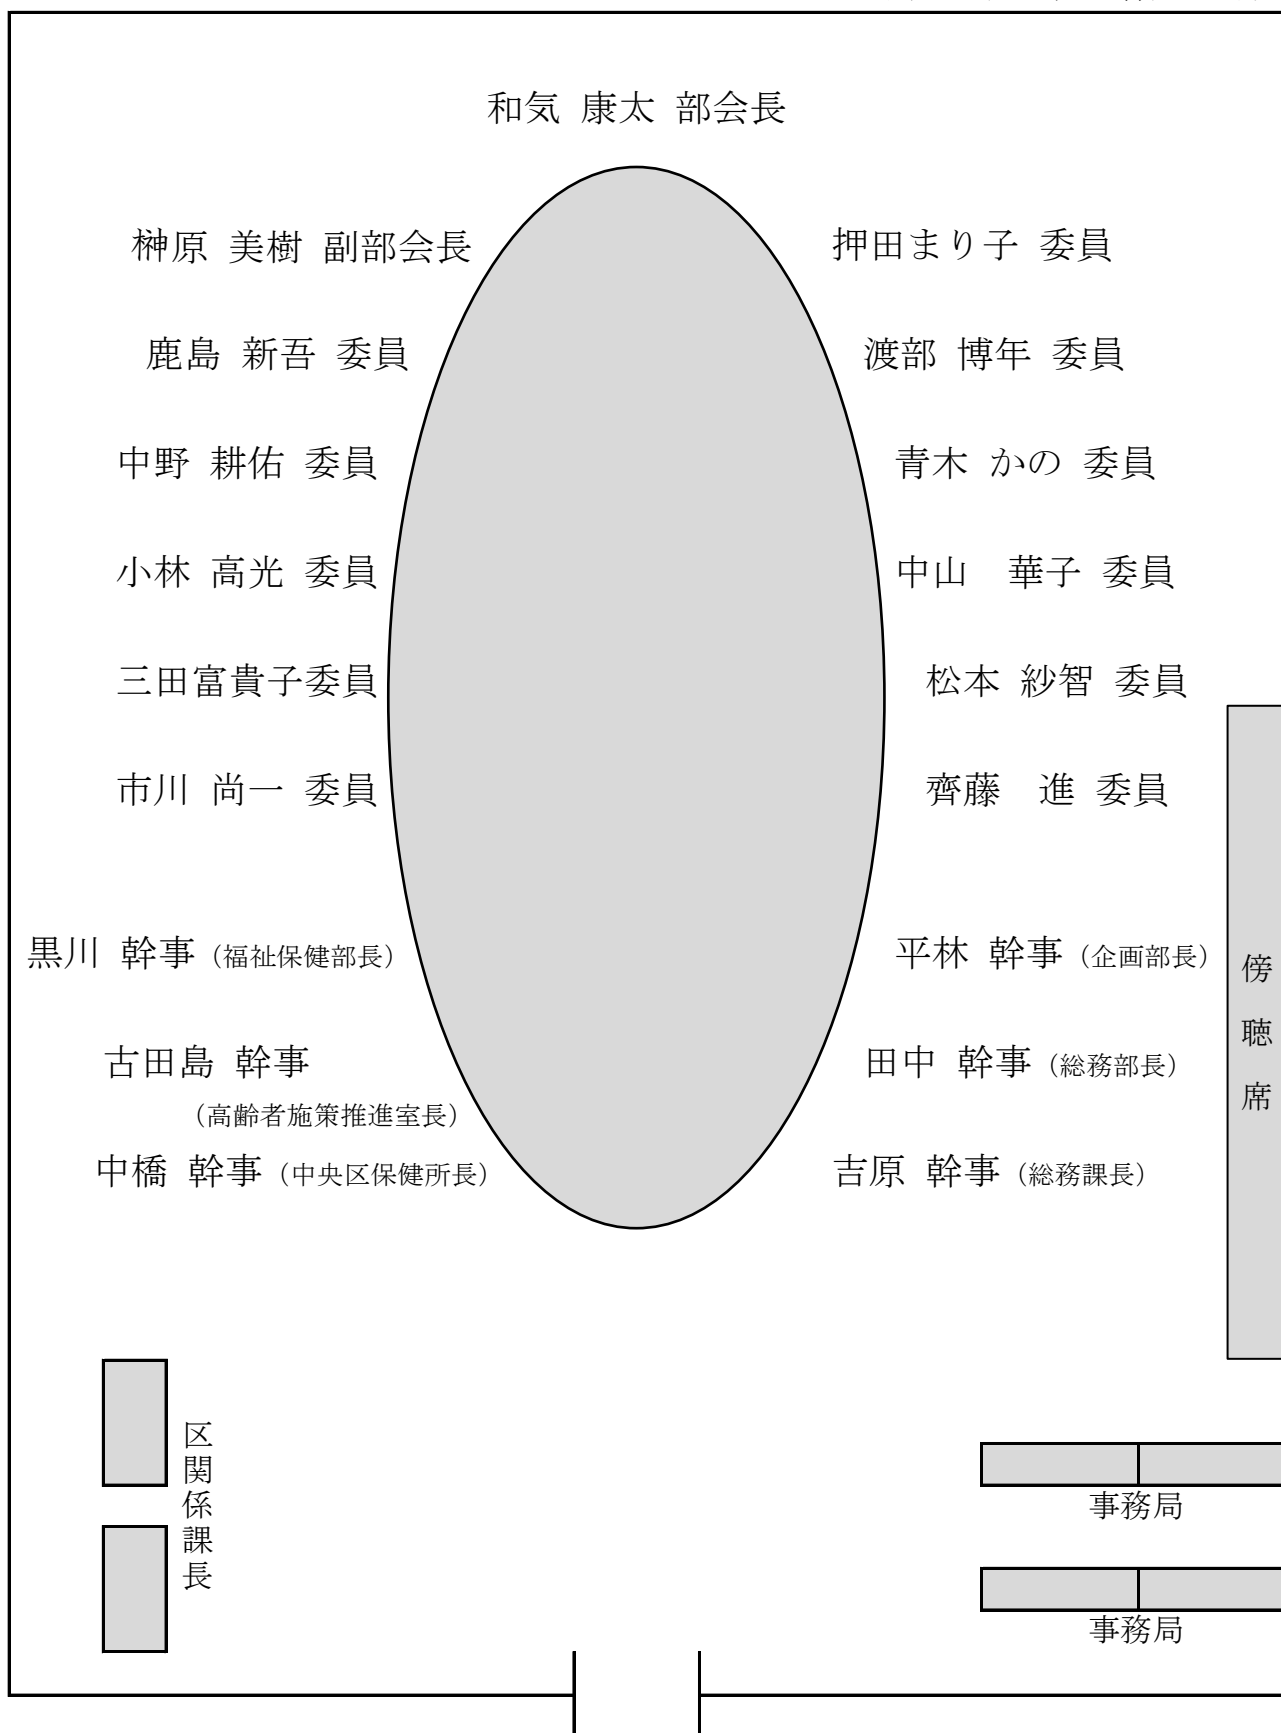 和気 康太 部会長
榊原 美樹 副部会長
押田まり子 委員
鹿島 新吾 委員
渡部 博年 委員
中野 耕佑 委員
青木 かの 委員
小林 高光 委員
中山　華子 委員
三田富貴子委員
松本 紗智 委員
市川 尚一 委員
齊藤　進 委員
黒川 幹事（福祉保健部長）
平林 幹事（企画部長）
古田島 幹事
（高齢者施策推進室長）
田中 幹事（総務部長）
中橋 幹事（中央区保健所長）
吉原 幹事（総務課長）
傍聴席
区関係課長
事務局
事務局